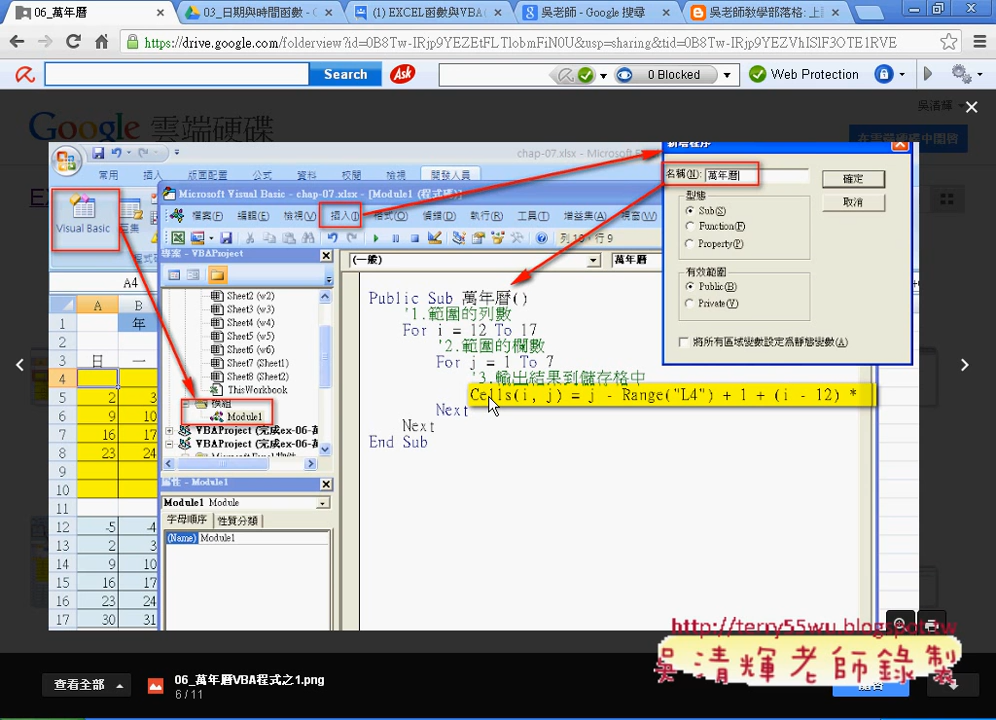 06_萬年曆
03_日期與時間函數 - G
(1) EXCEL函數與VBA
吳老師 - Google 搜尋
吳老師教學部落格: 上
https://drive.google.com/folderview?id=0B8Tw-IRjp9YEZEtFLTlobmFiN0U&usp=sharing&tid=0B8Tw-IRjp9YEZVhISlF3OTE1RVE
Search
Ask
0 Blocked
Web Protection
Google 雲端硬碟
chap-07.xlsx - Microsoft
常用 插入 版面配置 公式 資料 校閱 檢視 開發人員
Visual Basic
Microsoft Visual Basic - chap-07.xlsx - [Module1 (程式碼)]
檔案(F) 編輯(E) 檢視(V) 插入(I) 格式(O) 偵錯(D) 執行(R) 工具(T) 增益集(A) 視窗(W)
專案 - VBAProject
(一般)
萬年曆
A4
A B
1 年
2
3 日 一
4
5 2 3
6 9 10
7 16 17
8 23 24
9
10
11
12 -5 -4
13 2 3
14 9 10
15 16 17
16 23 24
17 30 31
Sheet2 (w2)
Sheet3 (w3)
Sheet4 (w4)
Sheet5 (w5)
Sheet6 (w6)
Sheet7 (Sheet1)
Sheet8 (Sheet2)
ThisWorkbook
模組
Module1
VBAProject (完成ex-06-
VBAProject (完成ex-06-
屬性 - Module1
Module1 Module
字母順序 性質分類
(Name) Module1
Public Sub 萬年曆()
'1.範圍的列數
For i = 12 To 17
'2.範圍的欄數
For j = 1 To 7
'3.輸出結果到儲存格中
Cells(i, j) = j - Range("L4") + 1 + (i - 12) *
Next
Next
End Sub
新增程序
名稱(N): 萬年曆
確定
取消
型態
Sub(S)
Function(F)
Property(P)
有效範圍
Public(B)
Private(V)
將所有區域變數設定為靜態變數(A)
http://terry55wu.blogspot.tw
吳清輝老師錄製
查看全部
06_萬年曆VBA程式之1.png
6 / 11